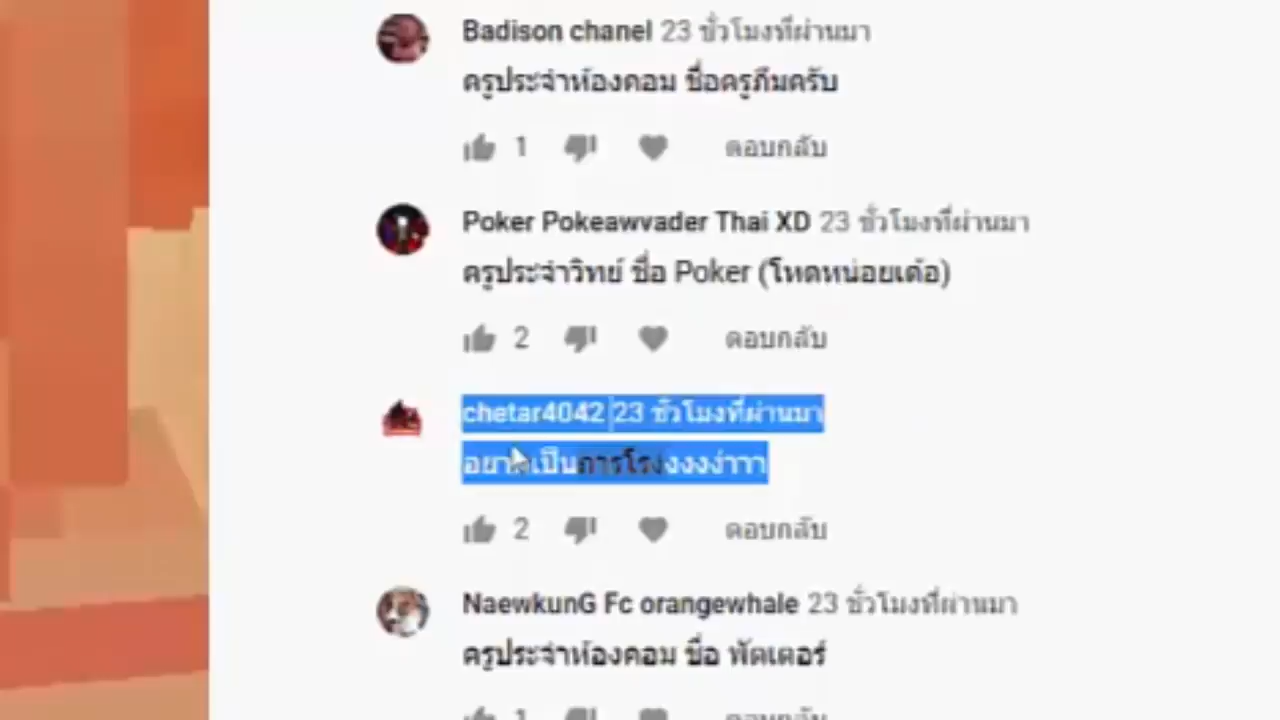 Badison chanel 23 ชั่วโมงที่ผ่านมา
ครูประจำห้องคอม ชื่อครูภีมครับ
1 ตอบกลับ
Poker Pokeawvader Thai XD 23 ชั่วโมงที่ผ่านมา
ครูประจำวิทย์ ชื่อ Poker (โหดหน่อยเด้อ)
2 ตอบกลับ
chetar4042 23 ชั่วโมงที่ผ่านมา
อยากเป็นภารโรงงงงง่าาา
2 ตอบกลับ
NaewkunG Fc orangewhale 23 ชั่วโมงที่ผ่านมา
ครูประจำห้องคอม ชื่อ พัตเตอร์
1 ตอบกลับ